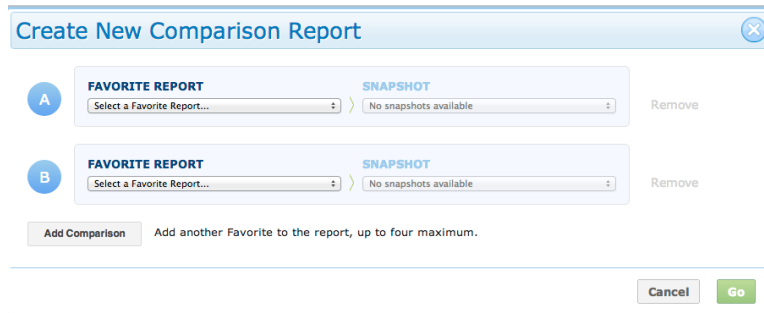 Create New Comparison Report
A
FAVORITE REPORT
SNAPSHOT
Select a Favorite Report...
No snapshots available
Remove
B
FAVORITE REPORT
SNAPSHOT
Select a Favorite Report...
No snapshots available
Remove
Add Comparison
Add another Favorite to the report, up to four maximum.
Cancel
Go